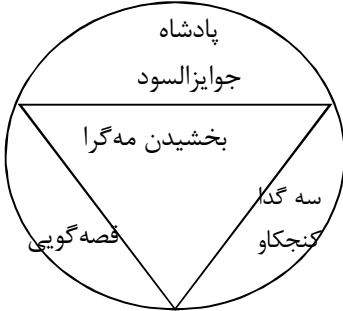 پادشاه
جوایزالسود
بخشیدن مه‌گرا
سه گدا
کنجکاو
قصه‌گویی